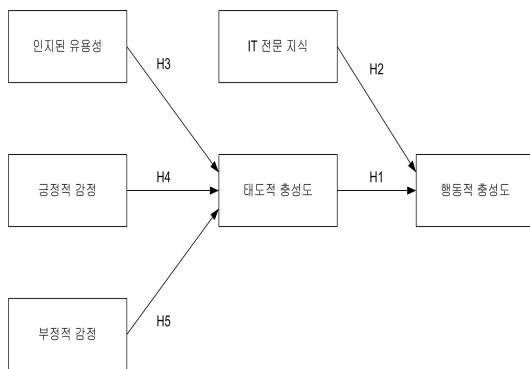 인지된 유용성
IT 전문 지식
H3
H2
긍정적 감정
H4
태도적 충성도
H1
행동적 충성도
부정적 감정
H5